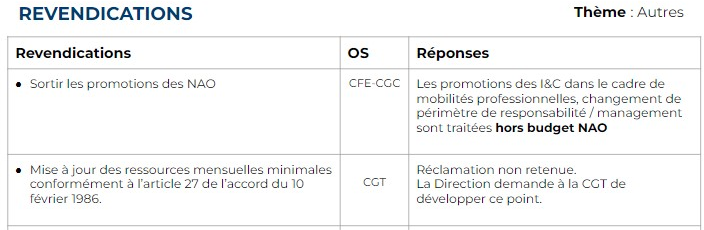 REVENDICATIONS
Thème : Autres
Revendications OS Réponses
• Sortir les promotions des NAO
CFE-CGC
Les promotions des I&C dans le cadre de
mobilités professionnelles, changement de
périmètre de responsabilité / management
sont traitées hors budget NAO
• Mise à jour des ressources mensuelles minimales
conformément à l'article 27 de l'accord du 10
février 1986.
CGT
Réclamation non retenue.
La Direction demande à la CGT de
développer ce point.